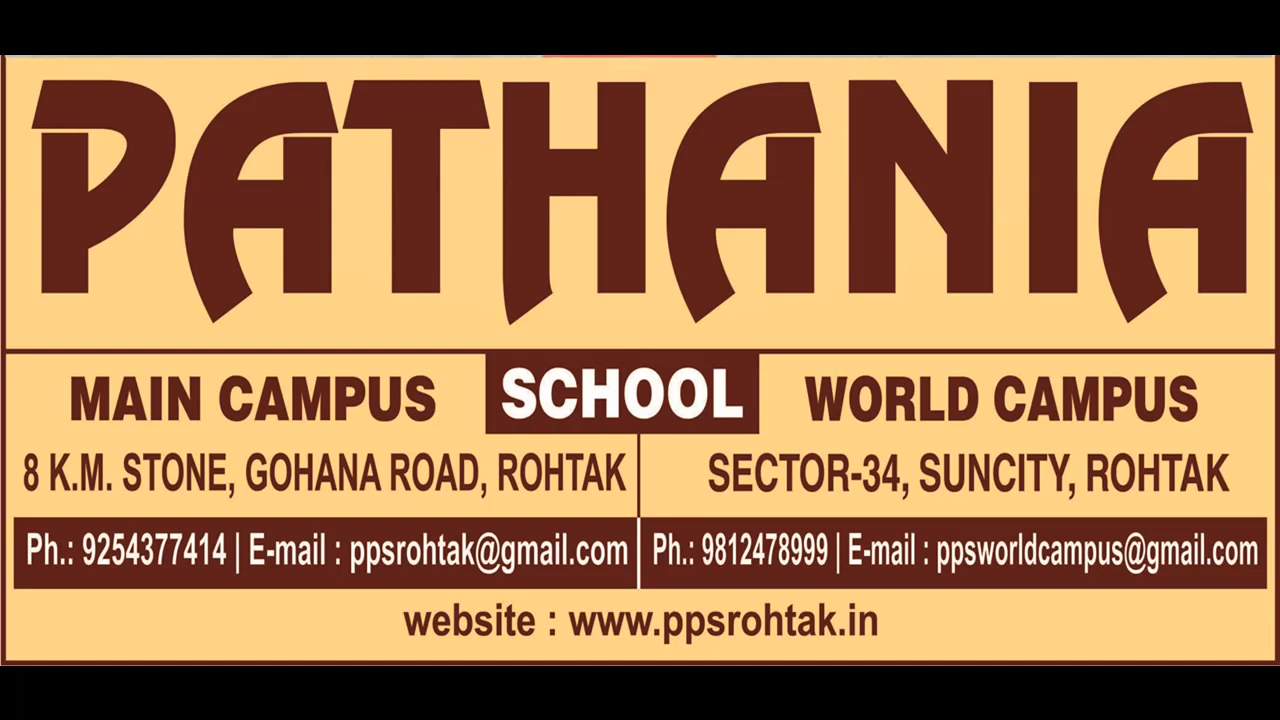 PATHANIA
SCHOOL
MAIN CAMPUS
8 K.M. STONE, GOHANA ROAD, ROHTAK
Ph.: 9254377414 | E-mail : ppsrohtak@gmail.com
WORLD CAMPUS
SECTOR-34, SUNCITY, ROHTAK
Ph.: 9812478999 | E-mail : ppsworldcampus@gmail.com
website : www.ppsrohtak.in